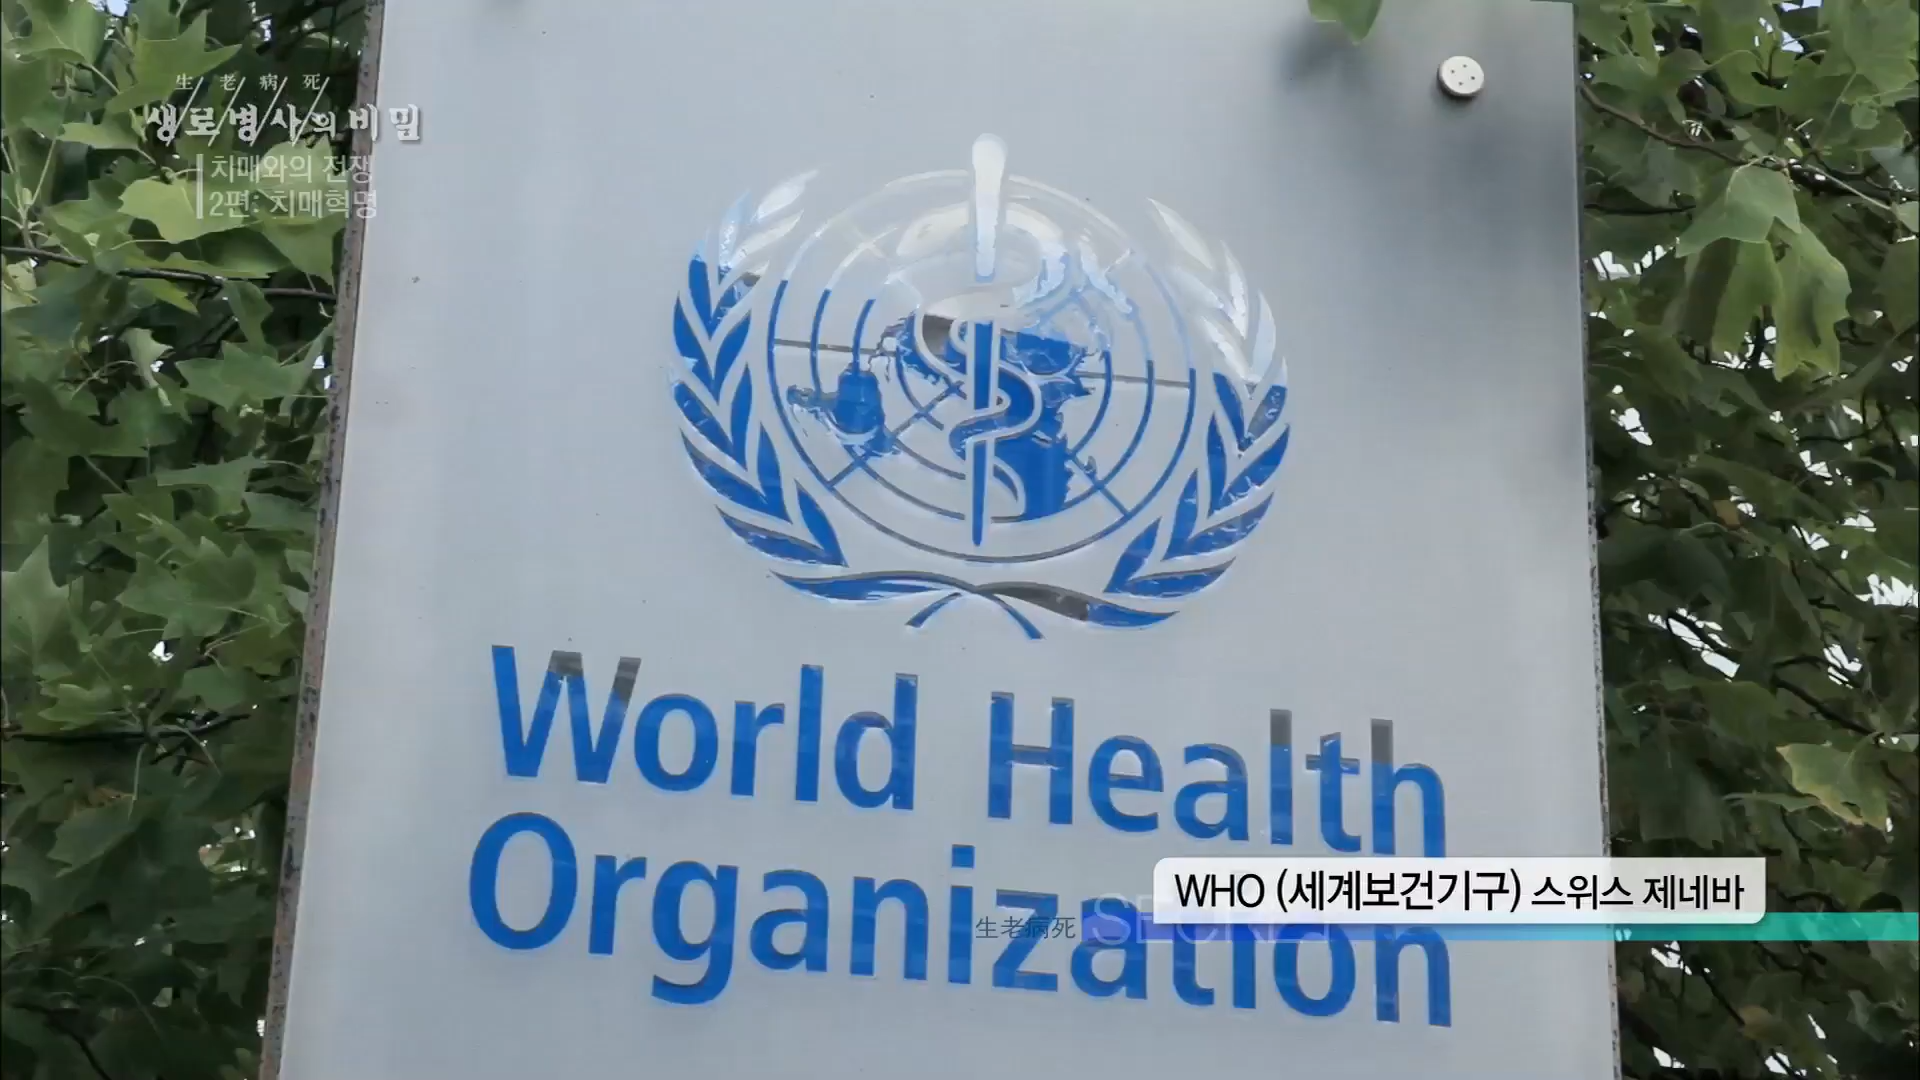 生老病死
생로병사의 비밀
치매와의 전쟁
2편: 치매혁명
World Health
Organization
WHO (세계보건기구) 스위스 제네바
生老病死 SECRET